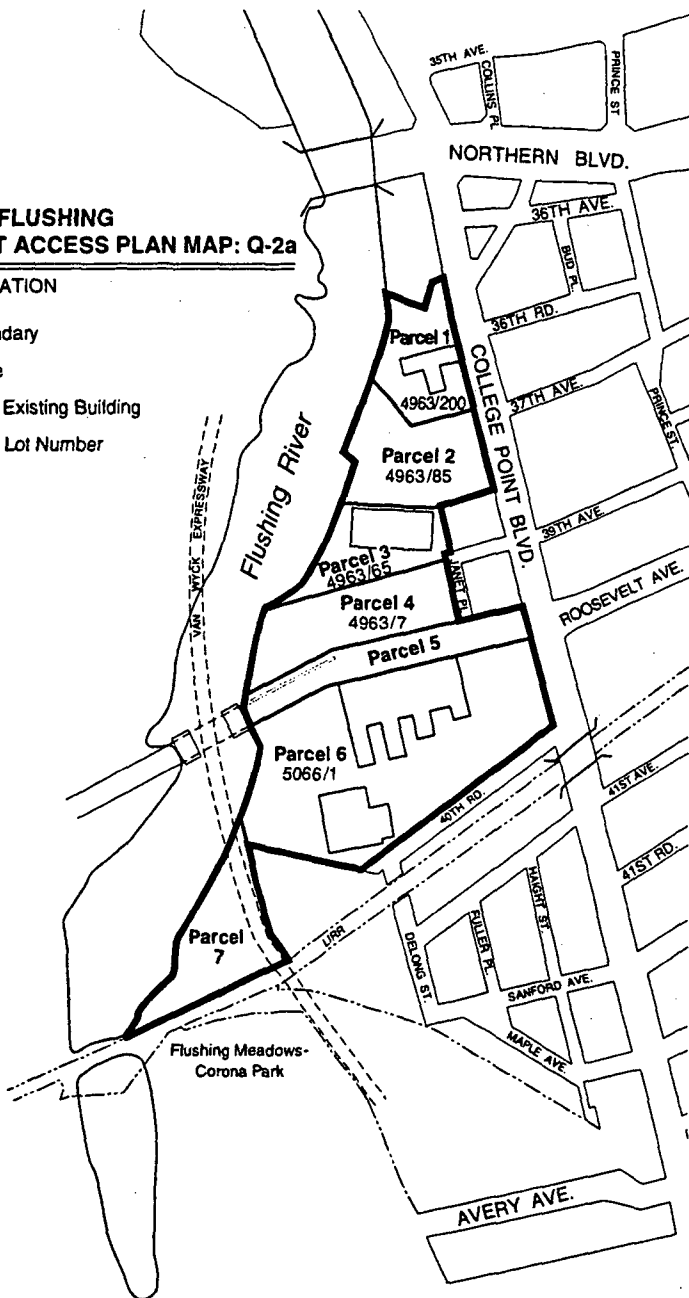 35TH AVE.
COLLINS PL.
PRINCE ST.
NORTHERN BLVD.
FLUSHING
T ACCESS PLAN MAP: Q-2a
ATION
ndary
e
Existing Building
Lot Number
36TH AVE.
BUD PL.
36TH RD.
Parcel 1
4963/200
COLLEGE POINT BLVD.
37TH AVE.
PRINCE ST.
Parcel 2
4963/85
Flushing River
VAN WYCK EXPRESSWAY
39TH AVE.
Parcel 3
4963/65
JANET PL.
ROOSEVELT AVE.
Parcel 4
4963/7
Parcel 5
Parcel 6
5066/1
40TH RD.
41ST AVE.
41ST RD.
HAIGHT ST.
FULLER PL.
DELONG ST.
LIRR
Parcel
7
SANFORD AVE.
MAPLE AVE.
Flushing Meadows-
Corona Park
AVERY AVE.